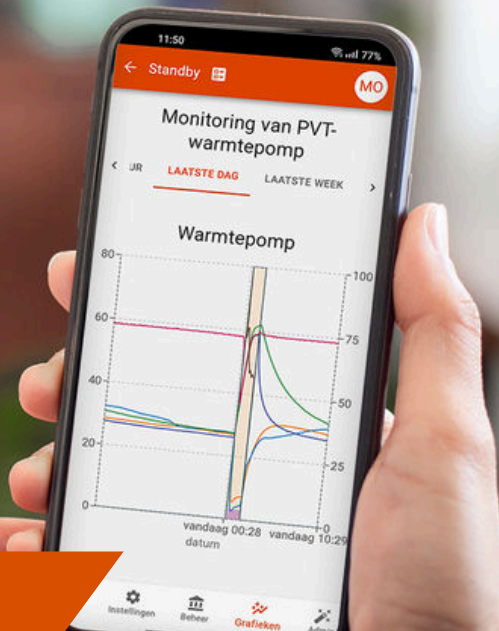 11:50
77%
Standby
MO
Monitoring van PVT-
warmtepomp
UR
LAATSTE DAG
LAATSTE WEEK
Warmtepomp
80
100
60
75
40
50
20
25
0
0
vandaag 00:28
vandaag 10:29
datum
Instellingen
Beheer
Grafieken